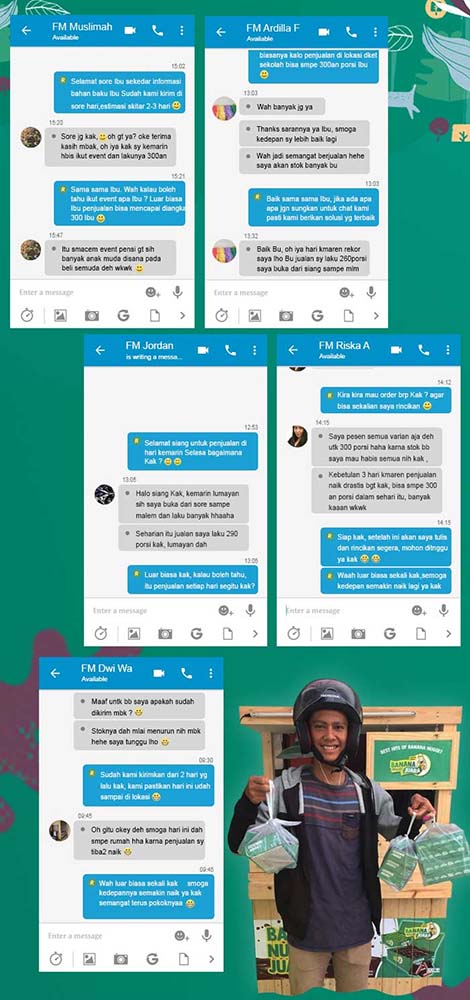 FM Muslimah
Available
15:02
Selamat sore Ibu sekedar informasi
bahan baku Ibu Sudah kami kirim di
sore hari,estimasi skitar 2-3 hari
15:20
Sore jg kak, oh gt ya? oke terima
kasih mbak, oh iya kak sy kemarin
hbis ikut event dan lakunya 300an
15:21
Sama sama Ibu. Wah kalau boleh
tahu ikut event apa Ibu ? Luar biasa
Ibu penjualan bisa mencapai diangka
300 Ibu
15:47
Itu smacem event pensi gt sih
banyak anak muda disana pada
beli semuda deh wkwk
Enter a message
FM Ardilla F
Available
biasanya kalo penjualan di lokasi dket
sekolah bisa smpe 300an porsi Ibu
13:03
Wah banyak jg ya
Thanks sarannya ya Ibu, smoga
kedepan sy lebih baik lagi
Wah jadi semangat berjualan hehe
saya akan stok banyak bu
13:03
Baik sama sama Ibu, jika ada apa
apa jgn sungkan untuk chat kami
pasti kami berikan solusi yg terbaik
13:32
Baik Bu, oh iya hari kmaren rekor
saya lho Bu jualan sy laku 260porsi
saya buka dari siang sampe mlm
Enter a message
FM Jordan
is writing a messa...
12:53
Selamat siang untuk penjualan di
hari kemarin Selasa bagaimana
Kak ?
13:05
Halo siang Kak, kemarin lumayan
sih saya buka dari sore sampe
malem dan laku banyak hhaaha
Seharian itu jualan saya laku 290
porsi kak, lumayan dah
13:05
Luar biasa kak, kalau boleh tahu,
itu penjualan setiap hari segitu kak?
Enter a message
FM Riska A
Available
14:12
Kira kira mau order brp Kak ? agar
bisa sekalian saya rincikan
14:15
Saya pesen semua varian aja deh
utk 300 porsi haha karna stok bb
saya mau habis semua nih kak ,
Kebetulan 3 hari kmaren penjualan
naik drastis bgt kak, bisa smpe 300
an porsi dalam sehari itu, banyak
kaaan wkwk
14:15
Siap kak, setelah ini akan saya tulis
dan rincikan segera, mohon ditnggu
ya kak
Waah luar biasa sekali kak,semoga
kedepan semakin naik lagi ya kak
Enter a message
FM Dwi Wa
Available
Maaf untk bb saya apakah sudah
dikirim mbk ?
Stoknya dah mlai menurun nih mbk
hehe saya tunggu lho
09:30
Sudah kami kirimkan dari 2 hari yg
lalu kak, kami pastikan hari ini udah
sampai di lokasi
09:45
Oh gitu okey deh smoga hari ini dah
smpe rumah hha karna penjualan sy
tiba2 naik
09:45
Wah luar biasa sekali kak smoga
kedepannya semakin naik ya kak
semangat terus pokoknyaa
Enter a message
BEST HITS OF BANANA NUGGET
BANANA